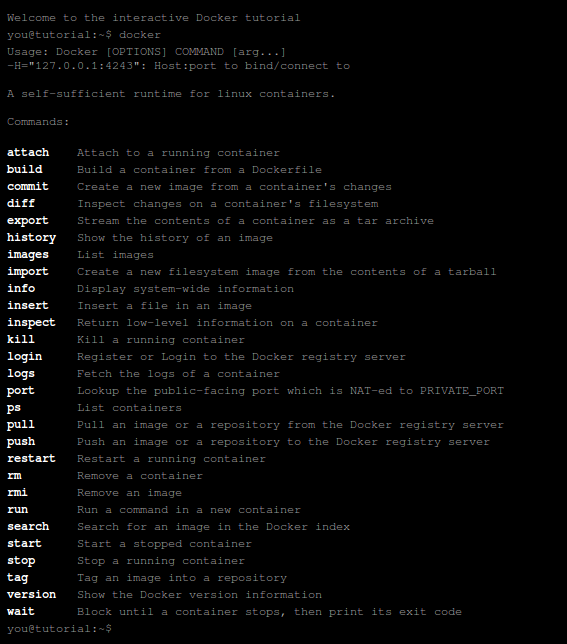 Welcome to the interactive Docker tutorial
you@tutorial:~$ docker
Usage: Docker [OPTIONS] COMMAND [arg...]
-H="127.0.0.1:4243": Host:port to bind/connect to
A self-sufficient runtime for linux containers.
Commands:
attach Attach to a running container
build Build a container from a Dockerfile
commit Create a new image from a container's changes
diff Inspect changes on a container's filesystem
export Stream the contents of a container as a tar archive
history Show the history of an image
images List images
import Create a new filesystem image from the contents of a tarball
info Display system-wide information
insert Insert a file in an image
inspect Return low-level information on a container
kill Kill a running container
login Register or Login to the Docker registry server
logs Fetch the logs of a container
port Lookup the public-facing port which is NAT-ed to PRIVATE_PORT
ps List containers
pull Pull an image or a repository from the Docker registry server
push Push an image or a repository to the Docker registry server
restart Restart a running container
rm Remove a container
rmi Remove an image
run Run a command in a new container
search Search for an image in the Docker index
start Start a stopped container
stop Stop a running container
tag Tag an image into a repository
version Show the Docker version information
wait Block until a container stops, then print its exit code
you@tutorial:~$